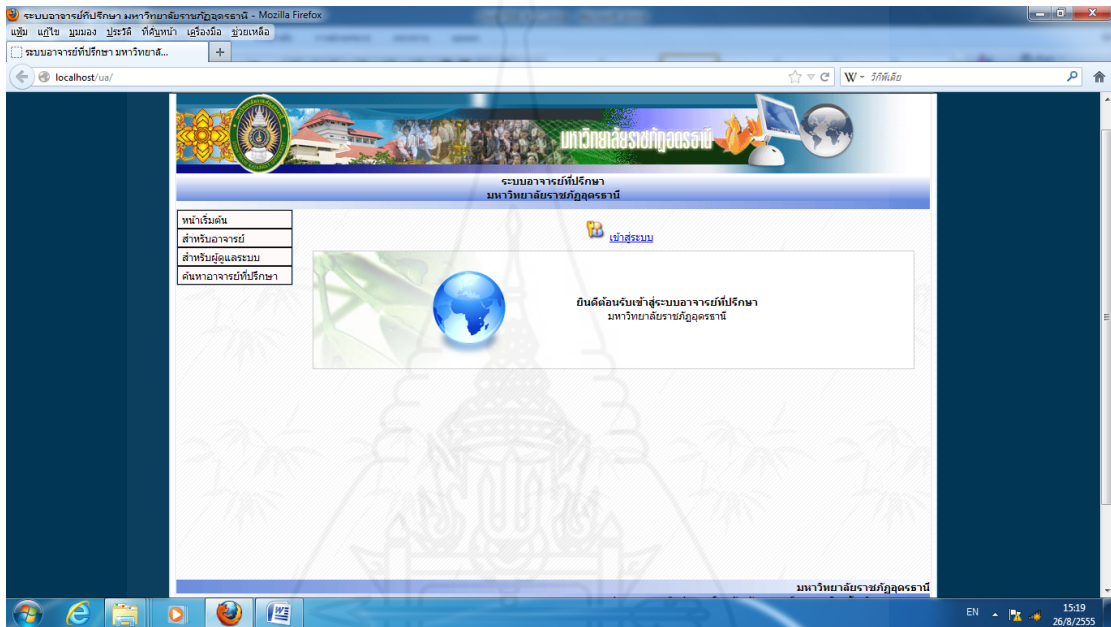 ระบบอาจารย์ที่ปรึกษา มหาวิทยาลัยราชภัฏอุดรธานี - Mozilla Firefox
แฟ้ม แก้ไข มุมมอง ประวัติ ที่คั่นหน้า เครื่องมือ ช่วยเหลือ
ระบบอาจารย์ที่ปรึกษา มหาวิทยาลั...
localhost/ua/
W วิกิพีเดีย
มหาวิทยาลัยราชภัฏอุดรธานี
ระบบอาจารย์ที่ปรึกษา
มหาวิทยาลัยราชภัฏอุดรธานี
หน้าเริ่มต้น
สำหรับอาจารย์
สำหรับผู้ดูแลระบบ
ค้นหาอาจารย์ที่ปรึกษา
เข้าสู่ระบบ
ยินดีต้อนรับเข้าสู่ระบบอาจารย์ที่ปรึกษา
มหาวิทยาลัยราชภัฏอุดรธานี
มหาวิทยาลัยราชภัฏอุดรธานี
EN
15:19
26/8/2555